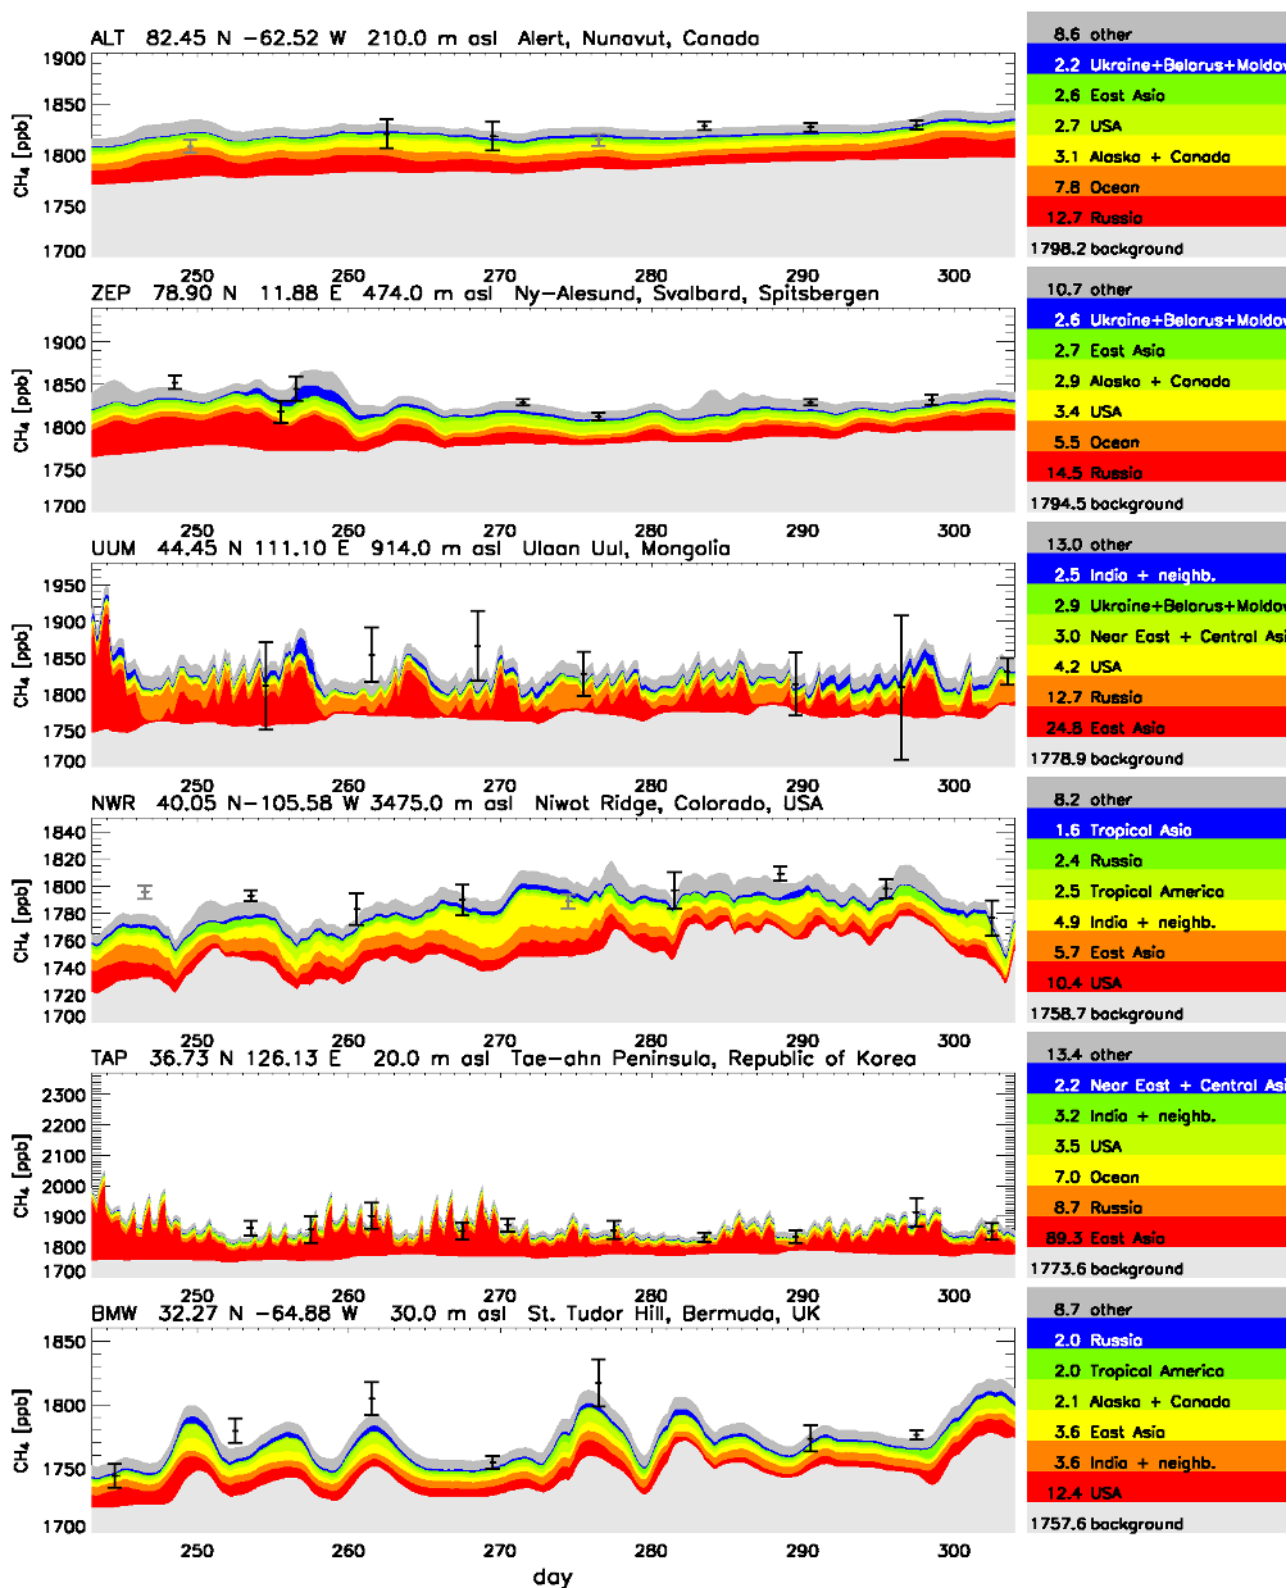 ALT 82.45 N -62.52 W 210.0 m asl Alert, Nunavut, Canada
1900
1850
1800
1750
1700
CH₄ [ppb]
250 260 270 280 290 300
8.6 other
2.2 Ukraine+Belarus+Moldov
2.6 East Asia
2.7 USA
3.1 Alaska + Canada
7.8 Ocean
12.7 Russia
1798.2 background
ZEP 78.90 N 11.88 E 474.0 m asl Ny-Alesund, Svalbard, Spitsbergen
1900
1850
1800
1750
1700
CH₄ [ppb]
250 260 270 280 290 300
10.7 other
2.6 Ukraine+Belarus+Moldov
2.7 East Asia
2.9 Alaska + Canada
3.4 USA
5.5 Ocean
14.5 Russia
1794.5 background
UUM 44.45 N 111.10 E 914.0 m asl Ulaan Uul, Mongolia
1950
1900
1850
1800
1750
1700
CH₄ [ppb]
250 260 270 280 290 300
13.0 other
2.5 India + neighb.
2.9 Ukraine+Belarus+Moldov
3.0 Near East + Central Asi
4.2 USA
12.7 Russia
24.8 East Asia
1778.9 background
NWR 40.05 N-105.58 W 3475.0 m asl Niwot Ridge, Colorado, USA
1840
1820
1800
1780
1760
1740
1720
1700
CH₄ [ppb]
250 260 270 280 290 300
8.2 other
1.6 Tropical Asia
2.4 Russia
2.5 Tropical America
4.9 India + neighb.
5.7 East Asia
10.4 USA
1758.7 background
TAP 36.73 N 126.13 E 20.0 m asl Tae-ahn Peninsula, Republic of Korea
2300
2200
2100
2000
1900
1800
1700
CH₄ [ppb]
250 260 270 280 290 300
13.4 other
2.2 Near East + Central Asi
3.2 India + neighb.
3.5 USA
7.0 Ocean
8.7 Russia
89.3 East Asia
1773.6 background
BMW 32.27 N -64.88 W 30.0 m asl St. Tudor Hill, Bermuda, UK
1850
1800
1750
1700
CH₄ [ppb]
250 260 270 280 290 300
day
8.7 other
2.0 Russia
2.0 Tropical America
2.1 Alaska + Canada
3.6 East Asia
3.6 India + neighb.
12.4 USA
1757.6 background